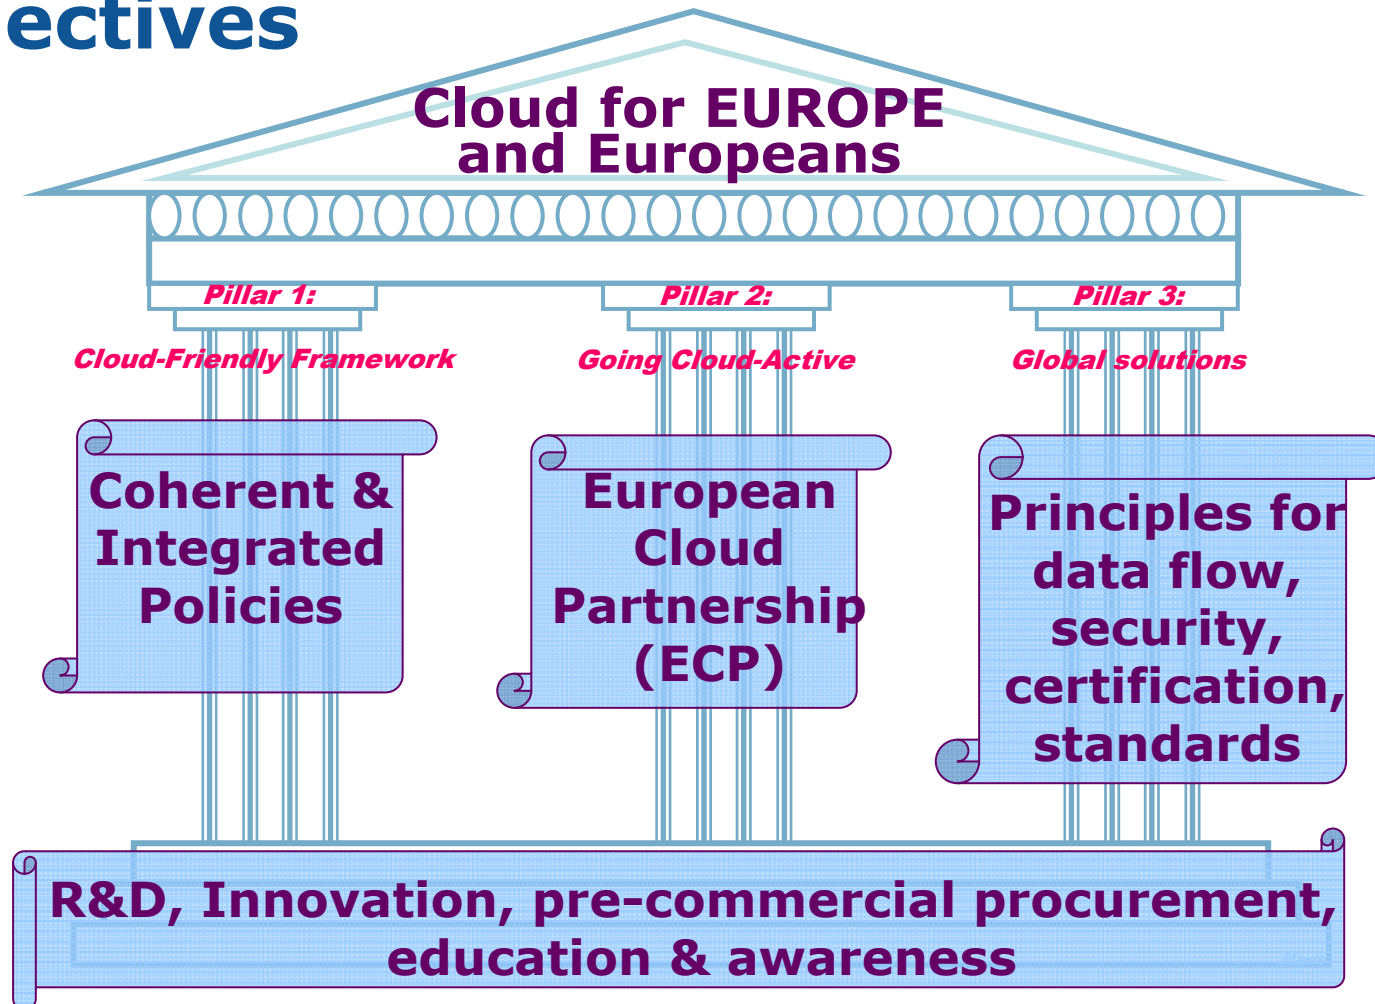 ectives
Cloud for EUROPE
and Europeans
Pillar 1:
Cloud-Friendly Framework
Coherent &
Integrated
Policies
Pillar 2:
Going Cloud-Active
European
Cloud
Partnership
(ECP)
Pillar 3:
Global solutions
Principles for
data flow,
security,
certification,
standards
R&D, Innovation, pre-commercial procurement,
education & awareness